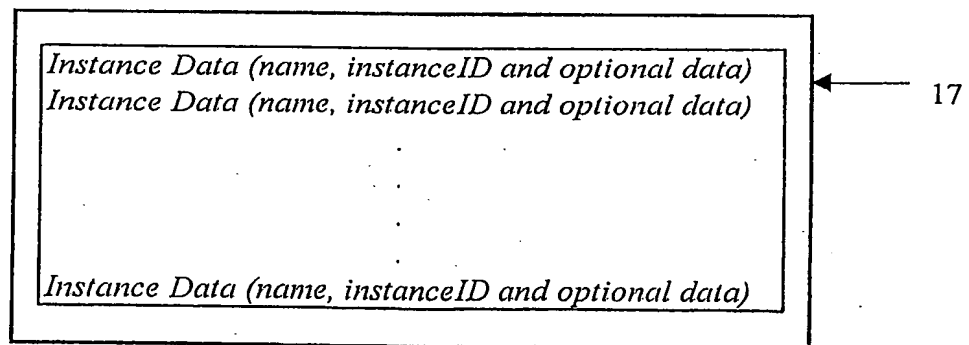 Instance Data (name, instanceID and optional data)
Instance Data (name, instanceID and optional data)
17
.
.
.
.
Instance Data (name, instanceID and optional data)